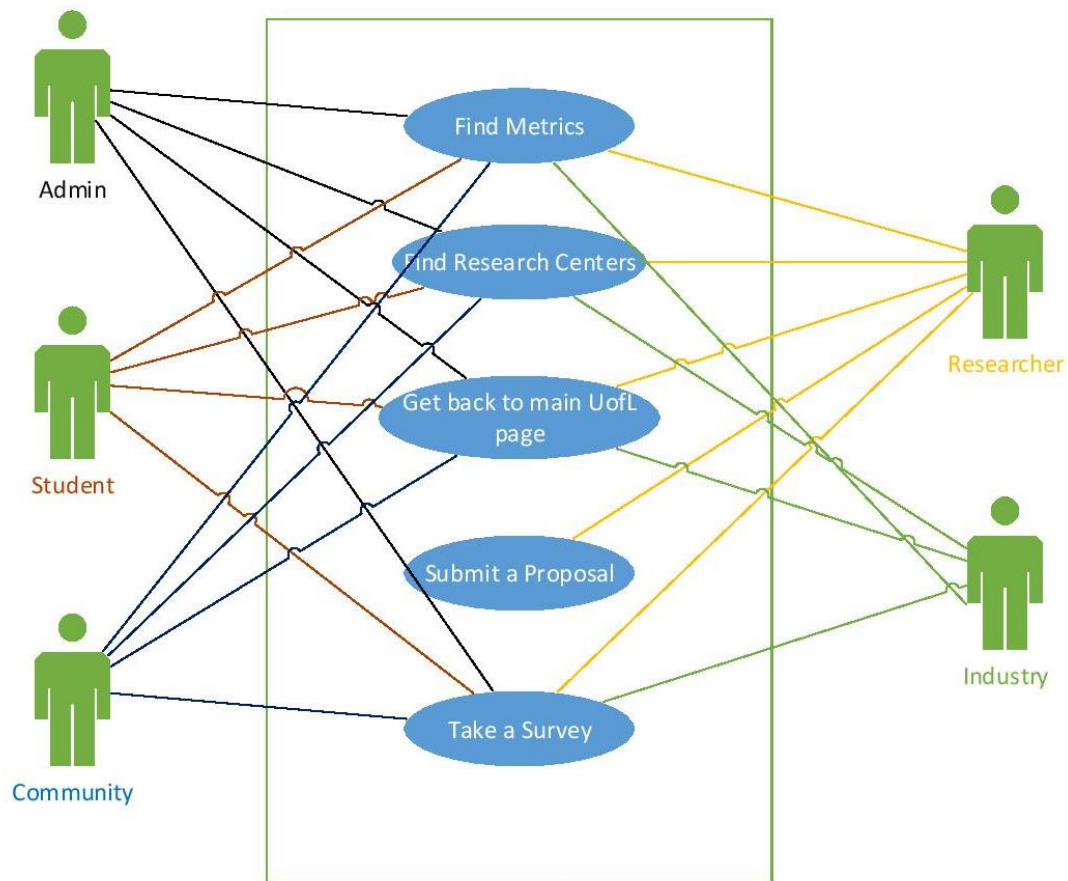 Find Metrics
Admin
Find Research Centers
Researcher
Get back to main UofL
page
Student
Submit a Proposal
Industry
Take a Survey
Community